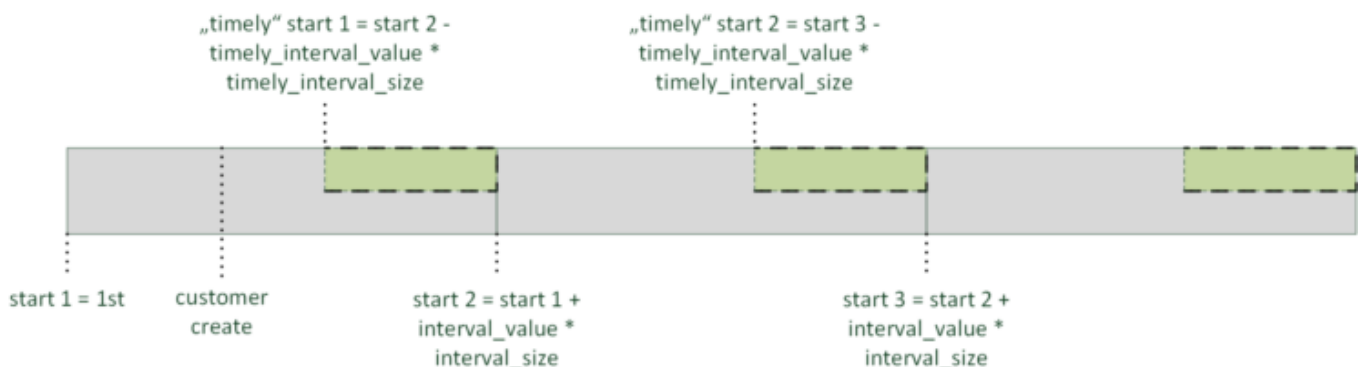 „timely“ start 1 = start 2 -
timely_interval_value *
timely_interval_size
„timely“ start 2 = start 3 -
timely_interval_value *
timely_interval_size
start 1 = 1st
customer
create
start 2 = start 1 +
interval_value *
interval_size
start 3 = start 2 +
interval_value *
interval_size